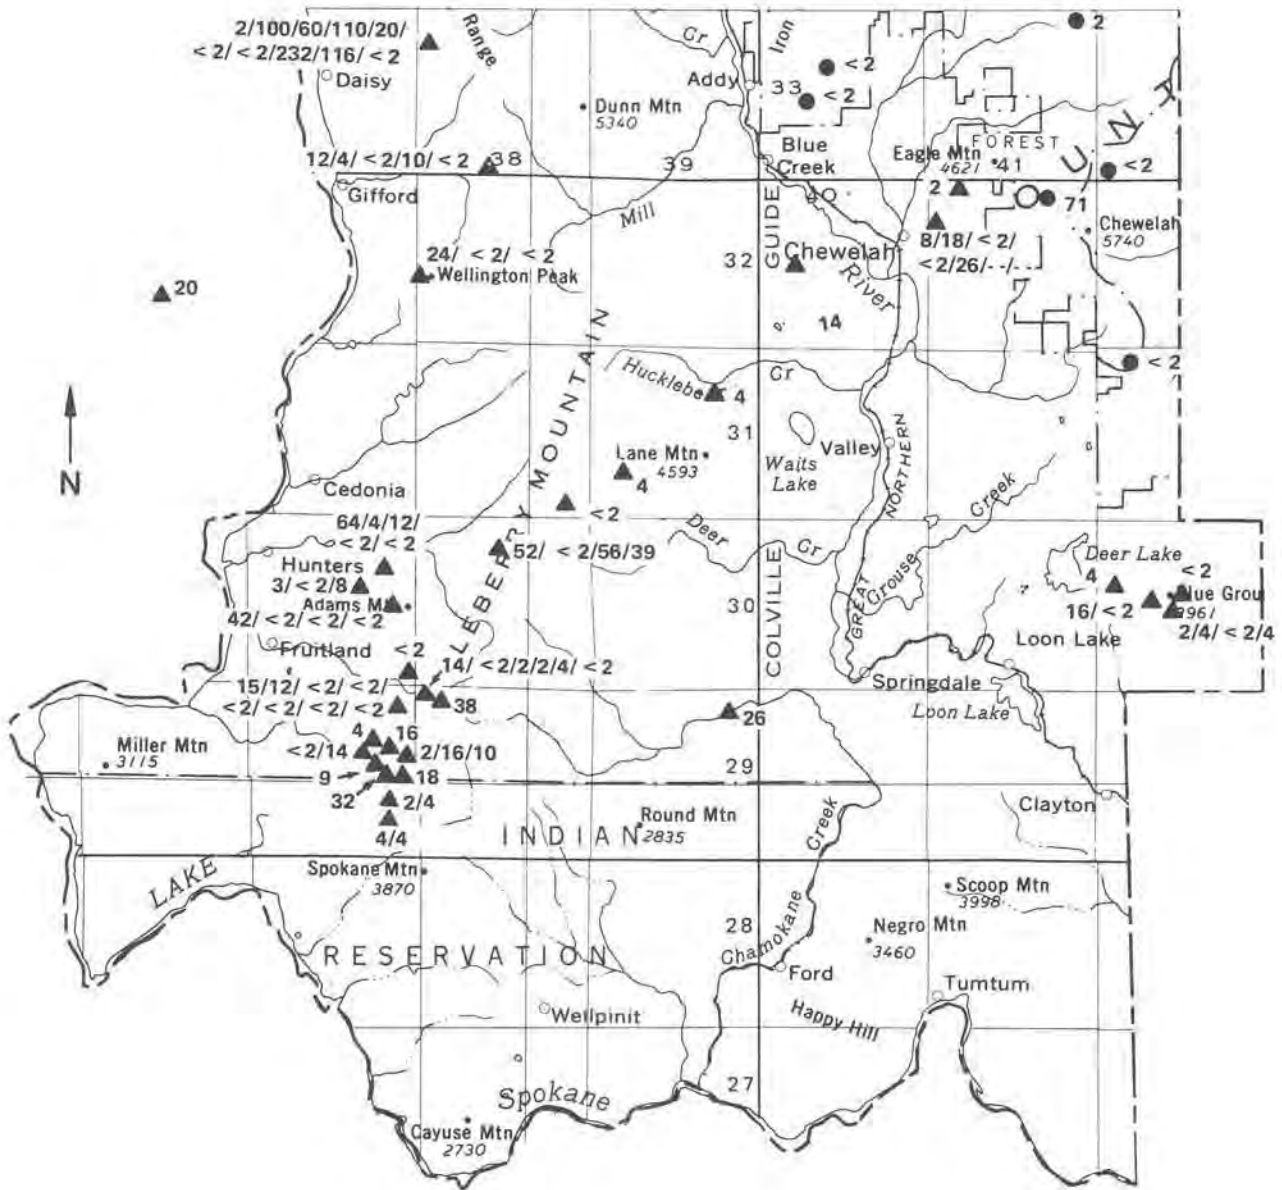 2/100/60/110/20/
< 2/ < 2/232/116/ < 2
Range
Cr
Iron
2
Daisy
Addy
33
< 2
< 2
Dunn Mtn
5340
12/4/ < 2/10/ < 2
38
39
Blue
Creek
Eagle Mtn
4621
FOREST
41
U N T
< 2
Gifford
Mill
GUIDE
2
71
Chewelah
5740
24/ < 2/ < 2
Wellington Peak
32
Chewelah
River
8/18/ < 2/
< 2/26/--/--
20
14
MOUNTAIN
Hucklebe
Cr
4
< 2
N
31
Lane Mtn
4593
4
Waits
Lake
Valley
NORTHERN
Cedonia
< 2
Creek
64/4/12/
< 2/ < 2
LEBERRY
52/ < 2/56/39
Deer
Cr
Grouse
Deer Lake
Hunters
3/ < 2/8
Adams M
42/ < 2/ < 2/ < 2
30
COLVILLE
GREAT
4
< 2
lue Grou
3961
16/ < 2
2/4/ < 2/4
Fruitland
< 2
14/ < 2/2/2/4/ < 2
Loon Lake
15/12/ < 2/ < 2/
< 2/ < 2/ < 2/ < 2
38
Springdale
Loon Lake
26
Miller Mtn
3115
4
16
< 2/14
2/16/10
9
18
29
32
2/4
Clayton
4/4
INDIAN
Round Mtn
2835
Creek
LAKE
Spokane Mtn
3870
Scoop Mtn
3998
28
Chamokane
Negro Mtn
3460
RESERVATION
Ford
Tumtum
Wellpinit
Happy Hill
27
Spokane
Cayuse Mtn
2730